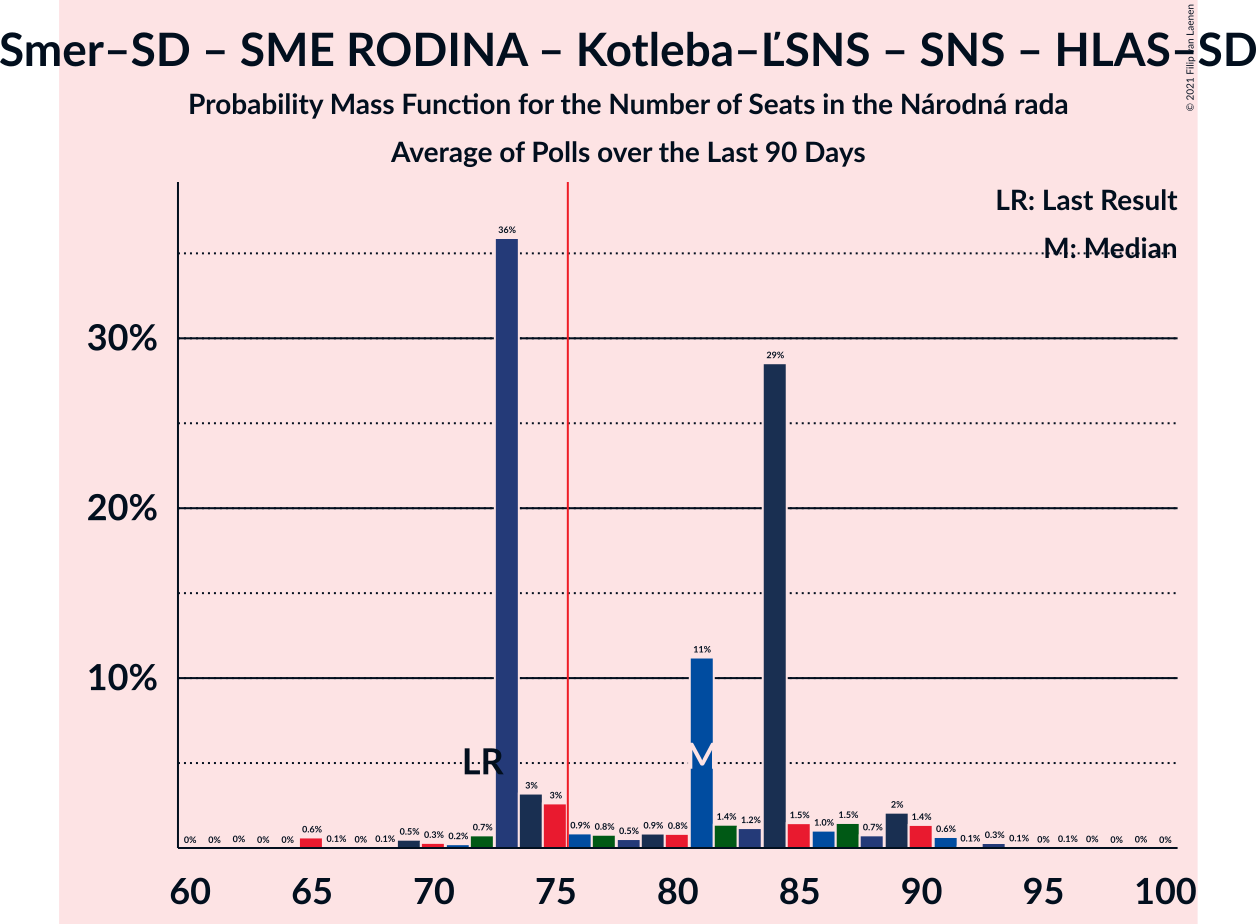 Smer–SD – SME RODINA – Kotleba–ĽSNS – SNS – HLAS–SD
© 2021 Filip van Laenen
Probability Mass Function for the Number of Seats in the Národná rada
Average of Polls over the Last 90 Days
LR: Last Result
M: Median
36%
30%
29%
20%
11%
10%
M
LR
3%
3%
2%
0% 0% 0% 0% 0% 0.6% 0.1% 0% 0.1% 0.5% 0.3% 0.2% 0.7% 0.9% 0.8% 0.5% 0.9% 0.8% 1.4% 1.2% 1.5% 1.0% 1.5% 0.7% 1.4% 0.6% 0.1% 0.3% 0.1% 0% 0.1% 0% 0% 0% 0%
60 65 70 75 80 85 90 95 100